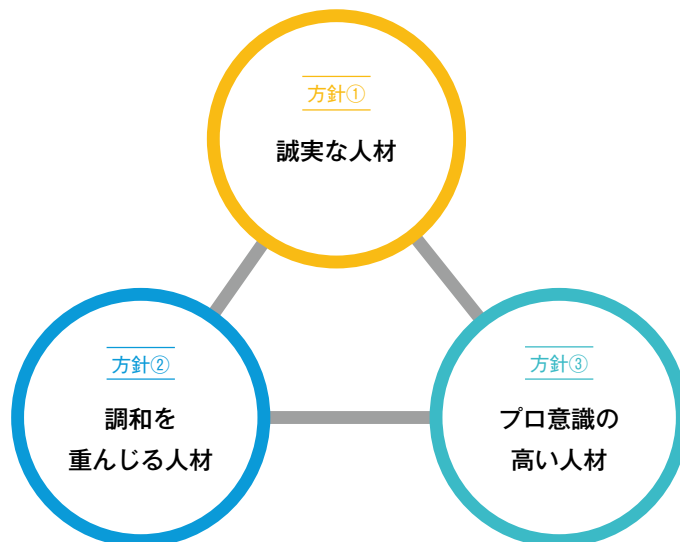 方針①
誠実な人材
方針②
調和を
重んじる人材
方針③
プロ意識の
高い人材